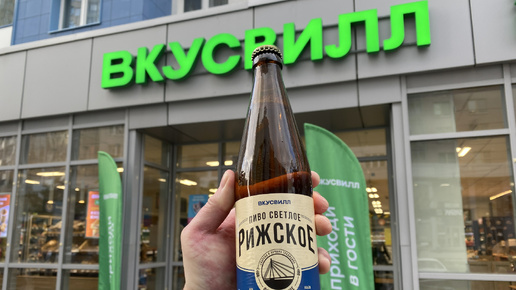 ВКУСВИЛЛ
ВКУСВИЛЛ
ПИВО СВЕТЛОЕ
РИЖСКОЕ
ВКУСВИЛЛ
приходи
в гости